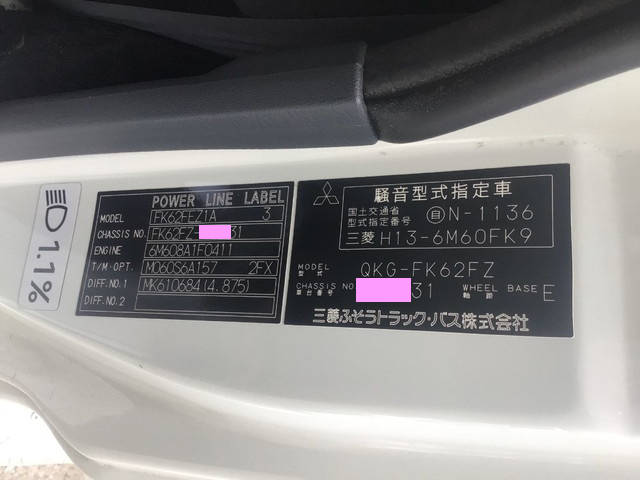 1.1%
POWER LINE LABEL
MODEL FK62FEZ1A 3
CHASSIS NO. FK62FZ- 31
ENGINE 6M608A1F0411
T/M·OPT. M060S6A157 2FX
DIFF.NO.1 MK610684(4.875)
DIFF.NO.2
騒音型式指定車
国土交通省
型式指定番号 自N-1136
三菱 H13-6M60FK9
MODEL 型式 QKG-FK62FZ
CHASSIS NO 車台番号 31 WHEEL BASE 軸距 E
三菱ふそうトラック・バス株式会社